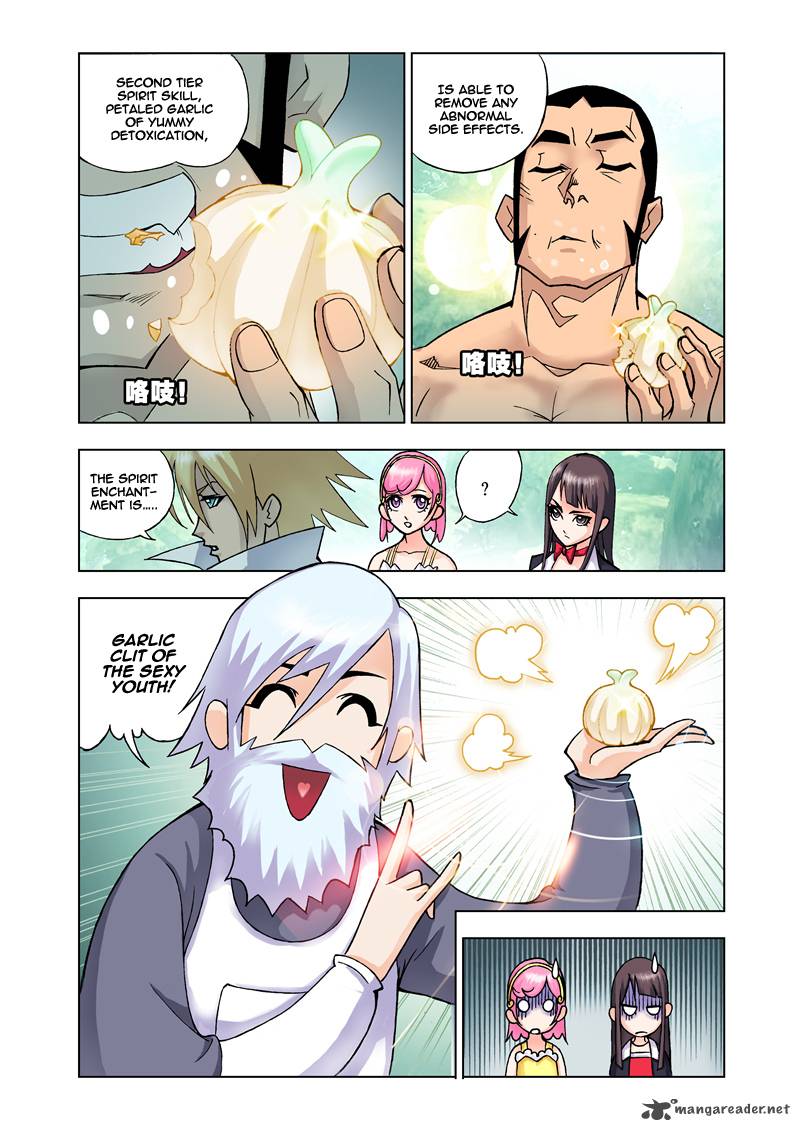 SECOND TIER
SPIRIT SKILL,
PETALED GARLIC
OF YUMMY
DETOXICATION,
IS ABLE TO
REMOVE ANY
ABNORMAL
SIDE EFFECTS.
咯吱!
咯吱!
THE SPIRIT
ENCHANT-
MENT IS.....
?
GARLIC
CLIT OF
THE SEXY
YOUTH!
mangareader.net